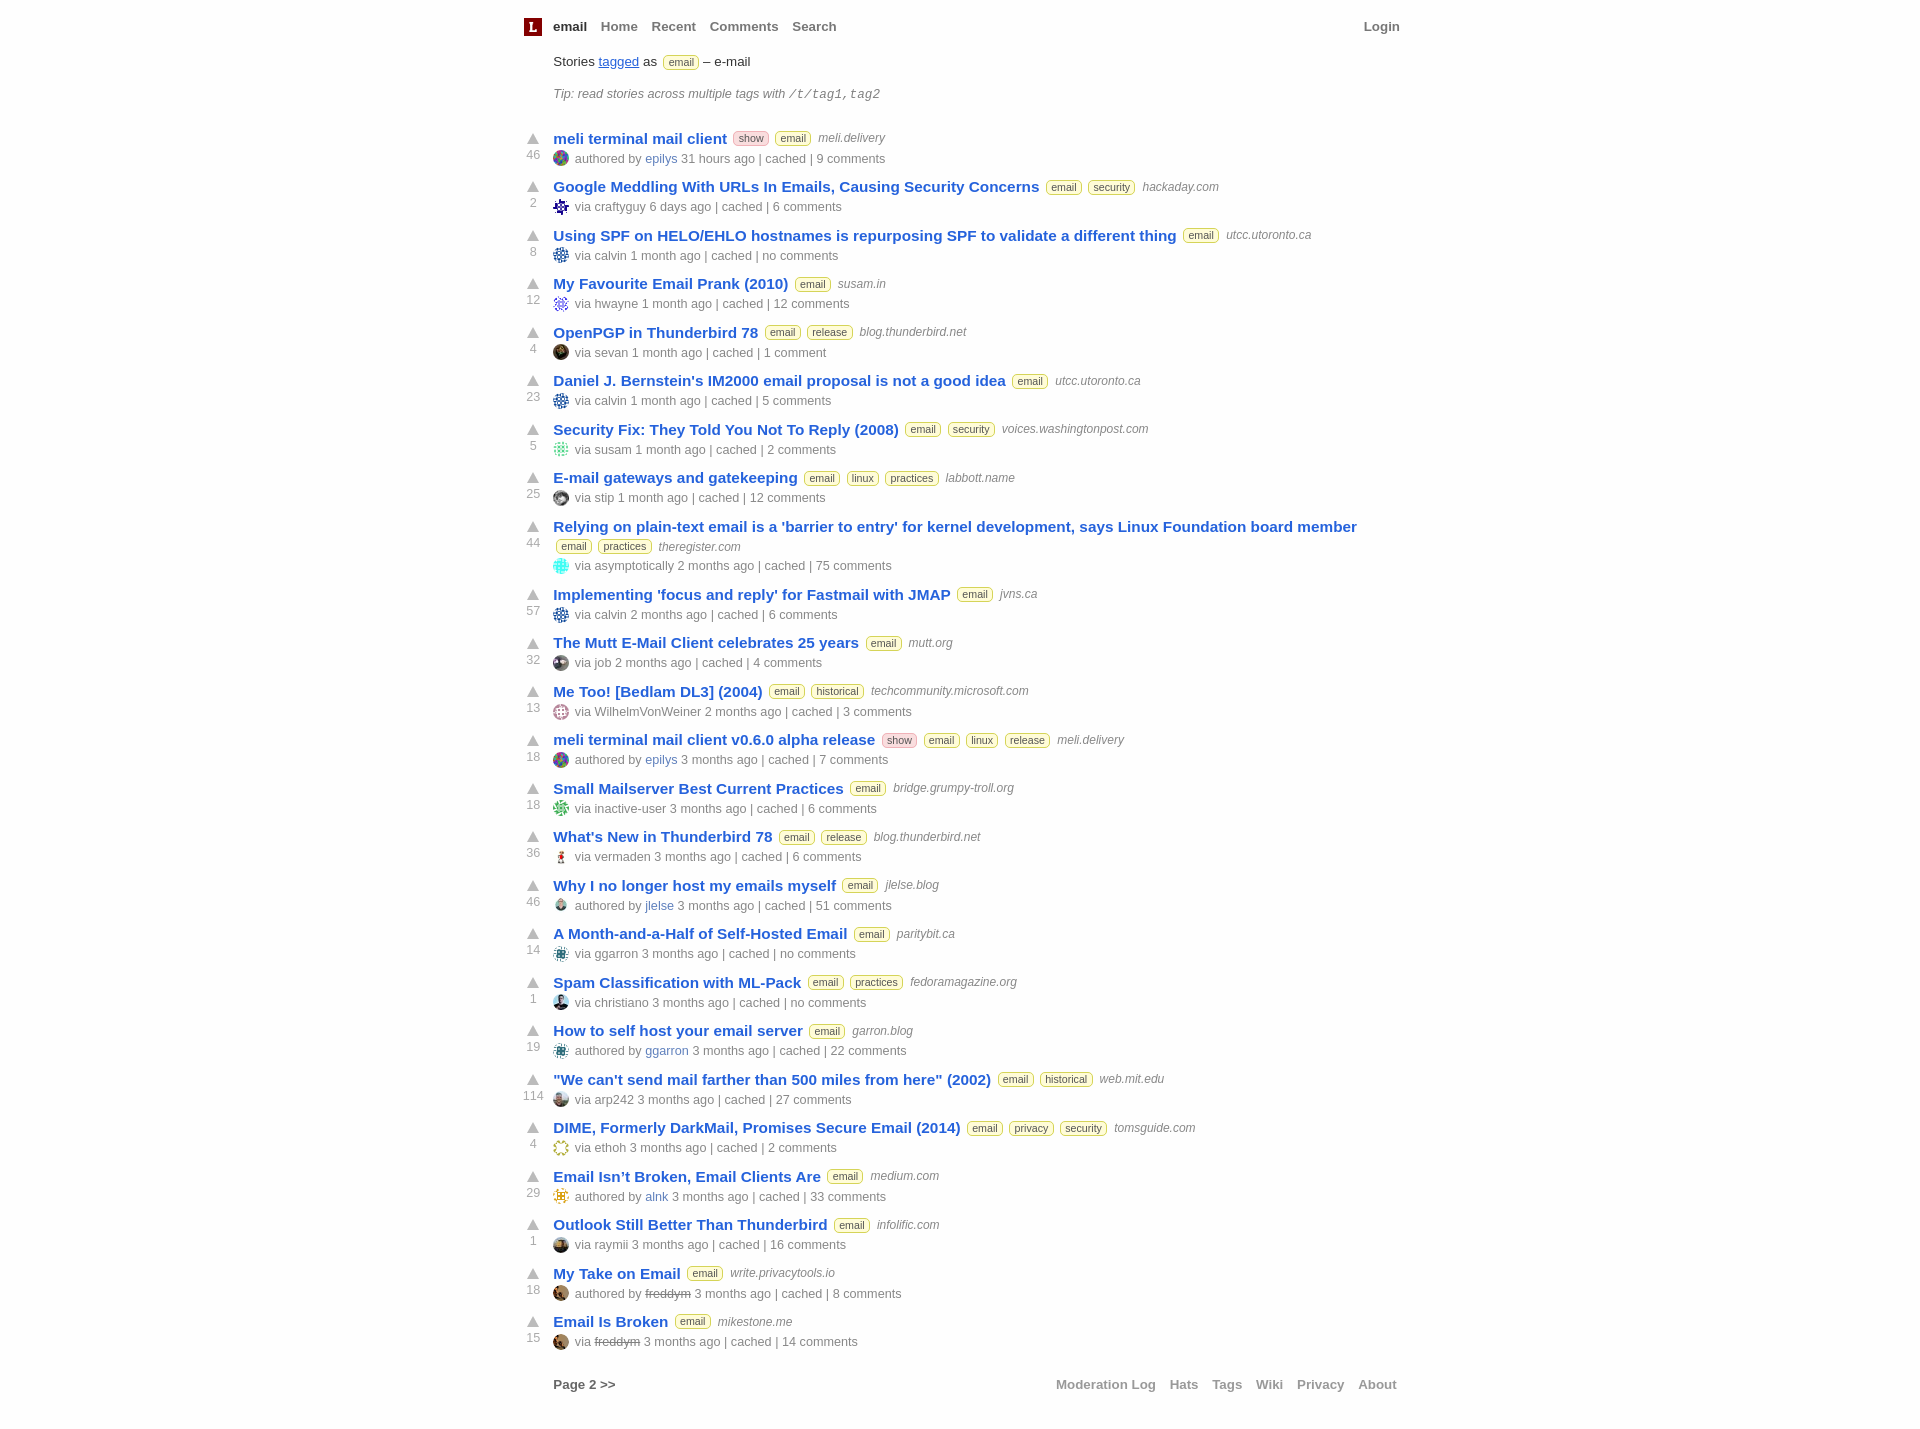 L email Home Recent Comments Search Login
Stories tagged as email – e-mail
Tip: read stories across multiple tags with /t/tag1,tag2
meli terminal mail client show email meli.delivery
46 authored by epilys 31 hours ago | cached | 9 comments
Google Meddling With URLs In Emails, Causing Security Concerns email security hackaday.com
2 via craftyguy 6 days ago | cached | 6 comments
Using SPF on HELO/EHLO hostnames is repurposing SPF to validate a different thing email utcc.utoronto.ca
8 via calvin 1 month ago | cached | no comments
My Favourite Email Prank (2010) email susam.in
12 via hwayne 1 month ago | cached | 12 comments
OpenPGP in Thunderbird 78 email release blog.thunderbird.net
4 via sevan 1 month ago | cached | 1 comment
Daniel J. Bernstein's IM2000 email proposal is not a good idea email utcc.utoronto.ca
23 via calvin 1 month ago | cached | 5 comments
Security Fix: They Told You Not To Reply (2008) email security voices.washingtonpost.com
5 via susam 1 month ago | cached | 2 comments
E-mail gateways and gatekeeping email linux practices labbott.name
25 via stip 1 month ago | cached | 12 comments
Relying on plain-text email is a 'barrier to entry' for kernel development, says Linux Foundation board member
44 email practices theregister.com
via asymptotically 2 months ago | cached | 75 comments
Implementing 'focus and reply' for Fastmail with JMAP email jvns.ca
57 via calvin 2 months ago | cached | 6 comments
The Mutt E-Mail Client celebrates 25 years email mutt.org
32 via job 2 months ago | cached | 4 comments
Me Too! [Bedlam DL3] (2004) email historical techcommunity.microsoft.com
13 via WilhelmVonWeiner 2 months ago | cached | 3 comments
meli terminal mail client v0.6.0 alpha release show email linux release meli.delivery
18 authored by epilys 3 months ago | cached | 7 comments
Small Mailserver Best Current Practices email bridge.grumpy-troll.org
18 via inactive-user 3 months ago | cached | 6 comments
What's New in Thunderbird 78 email release blog.thunderbird.net
36 via vermaden 3 months ago | cached | 6 comments
Why I no longer host my emails myself email jlelse.blog
46 authored by jlelse 3 months ago | cached | 51 comments
A Month-and-a-Half of Self-Hosted Email email paritybit.ca
14 via ggarron 3 months ago | cached | no comments
Spam Classification with ML-Pack email practices fedoramagazine.org
1 via christiano 3 months ago | cached | no comments
How to self host your email server email garron.blog
19 authored by ggarron 3 months ago | cached | 22 comments
"We can't send mail farther than 500 miles from here" (2002) email historical web.mit.edu
114 via arp242 3 months ago | cached | 27 comments
DIME, Formerly DarkMail, Promises Secure Email (2014) email privacy security tomsguide.com
4 via ethoh 3 months ago | cached | 2 comments
Email Isn’t Broken, Email Clients Are email medium.com
29 authored by alnk 3 months ago | cached | 33 comments
Outlook Still Better Than Thunderbird email infolific.com
1 via raymii 3 months ago | cached | 16 comments
My Take on Email email write.privacytools.io
18 authored by freddym 3 months ago | cached | 8 comments
Email Is Broken email mikestone.me
15 via freddym 3 months ago | cached | 14 comments
Page 2 >> Moderation Log Hats Tags Wiki Privacy About